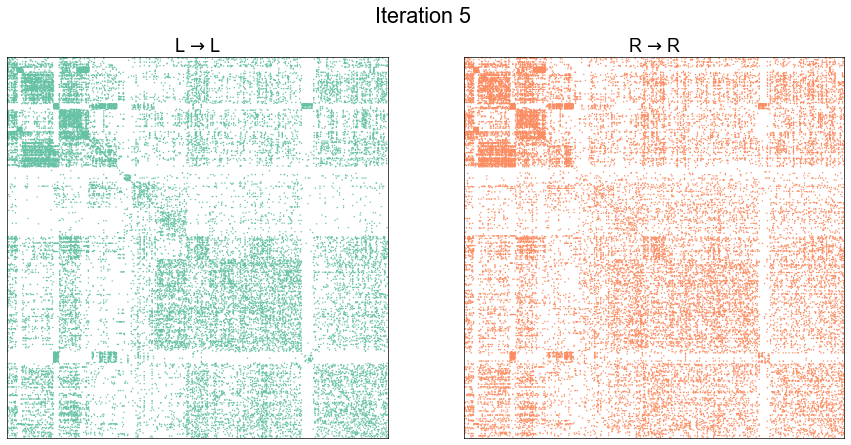 Iteration 5
L → L
R → R